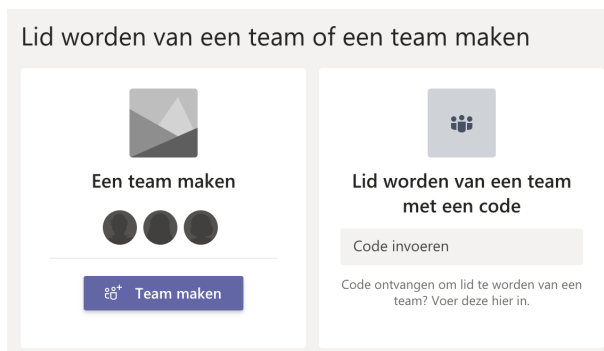 Lid worden van een team of een team maken
Een team maken
Team maken
Lid worden van een team
met een code
Code invoeren
Code ontvangen om lid te worden van een
team? Voer deze hier in.